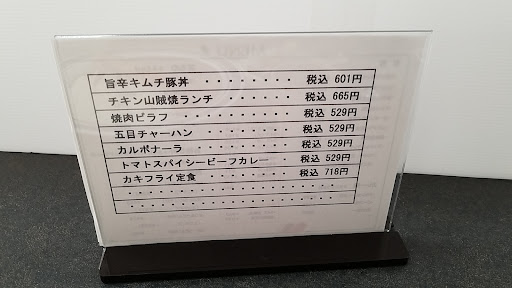 旨辛キムチ豚丼 ・・・・・・・・ 税込 601円
チキン山賊焼ランチ ・・・・・・ 税込 665円
焼肉ピラフ ・・・・・・・・・・ 税込 529円
五目チャーハン ・・・・・・・・ 税込 529円
カルボナーラ ・・・・・・・・・ 税込 529円
トマトスパイシービーフカレー ・・ 税込 529円
カキフライ定食 ・・・・・・・・ 税込 718円